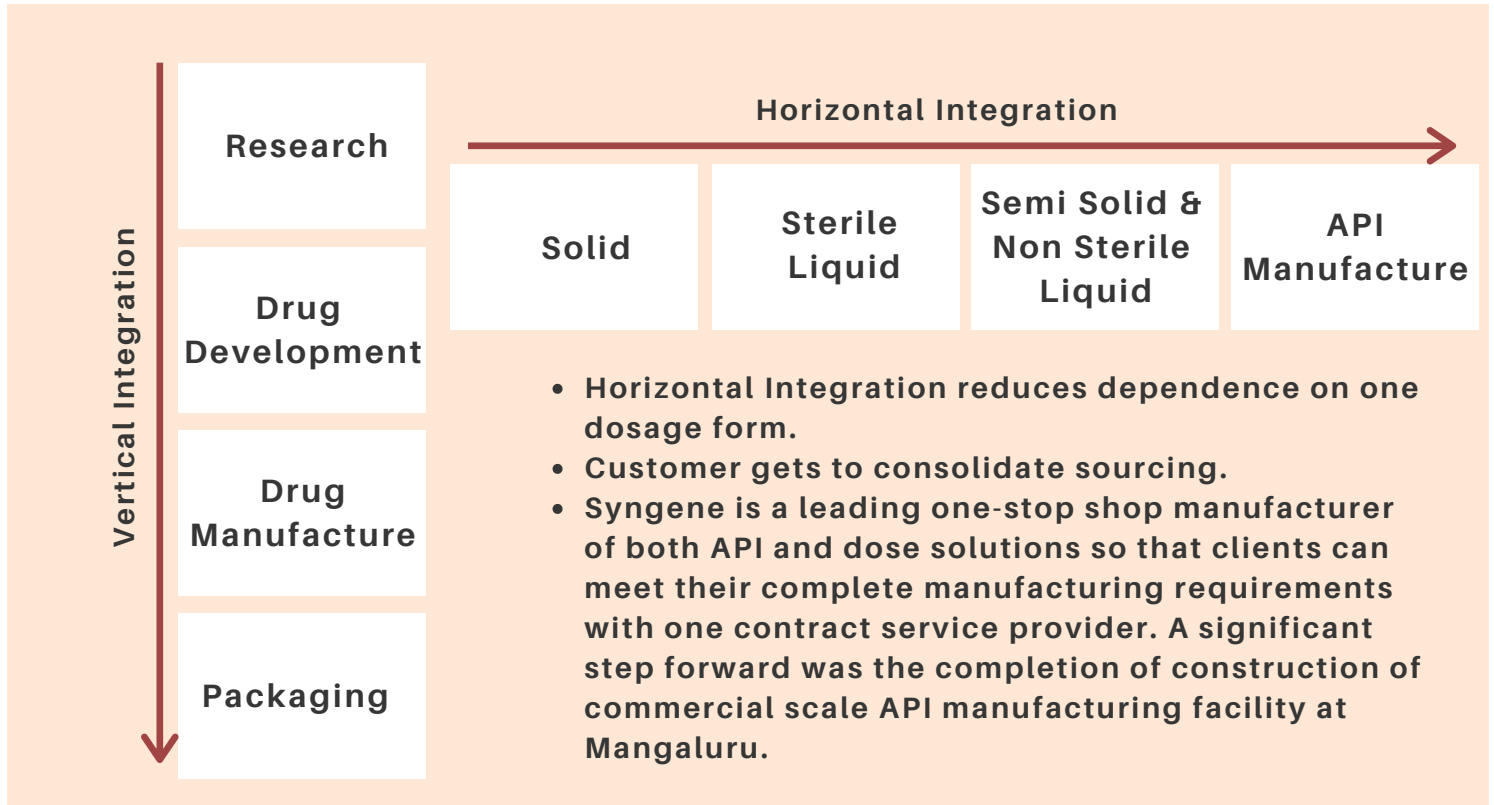 Vertical Integration
Research
Drug
Development
Drug
Manufacture
Packaging
Horizontal Integration
Solid
Sterile
Liquid
Semi Solid &
Non Sterile
Liquid
API
Manufacture
• Horizontal Integration reduces dependence on one
dosage form.
• Customer gets to consolidate sourcing.
• Syngene is a leading one-stop shop manufacturer
of both API and dose solutions so that clients can
meet their complete manufacturing requirements
with one contract service provider. A significant
step forward was the completion of construction of
commercial scale API manufacturing facility at
Mangaluru.